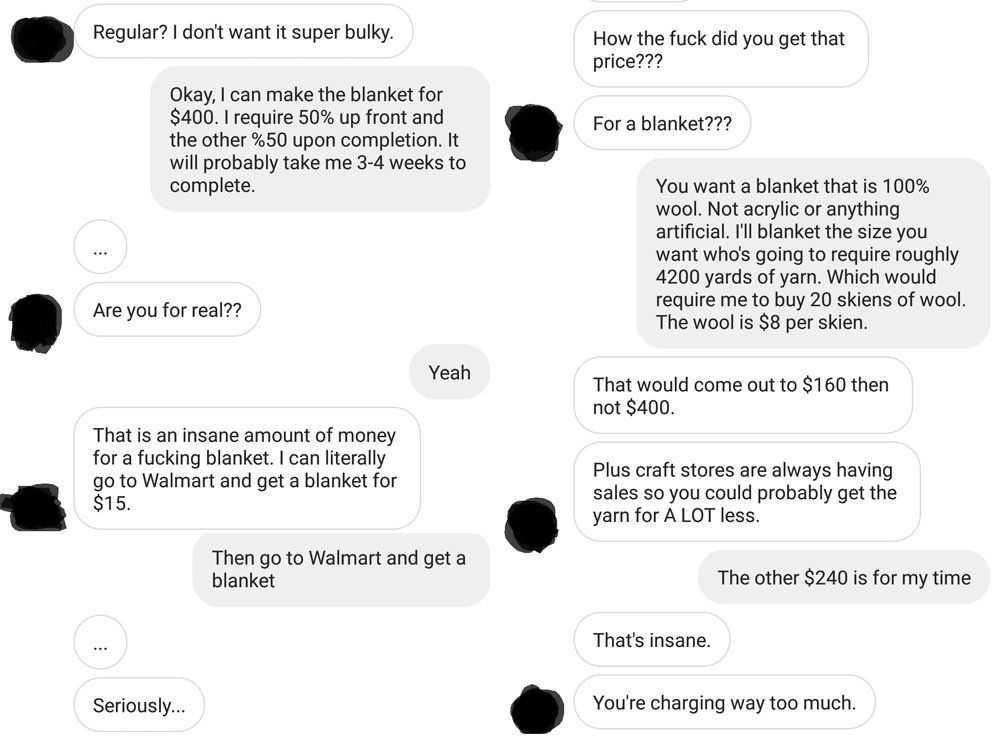 Regular? I don't want it super bulky.
Okay, I can make the blanket for
$400. I require 50% up front and
the other %50 upon completion. It
will probably take me 3-4 weeks to
complete.
...
Are you for real??
Yeah
That is an insane amount of money
for a fucking blanket. I can literally
go to Walmart and get a blanket for
$15.
Then go to Walmart and get a
blanket
...
Seriously...
How the fuck did you get that
price???
For a blanket???
You want a blanket that is 100%
wool. Not acrylic or anything
artificial. I'll blanket the size you
want who's going to require roughly
4200 yards of yarn. Which would
require me to buy 20 skiens of wool.
The wool is $8 per skien.
That would come out to $160 then
not $400.
Plus craft stores are always having
sales so you could probably get the
yarn for A LOT less.
The other $240 is for my time
That's insane.
You're charging way too much.